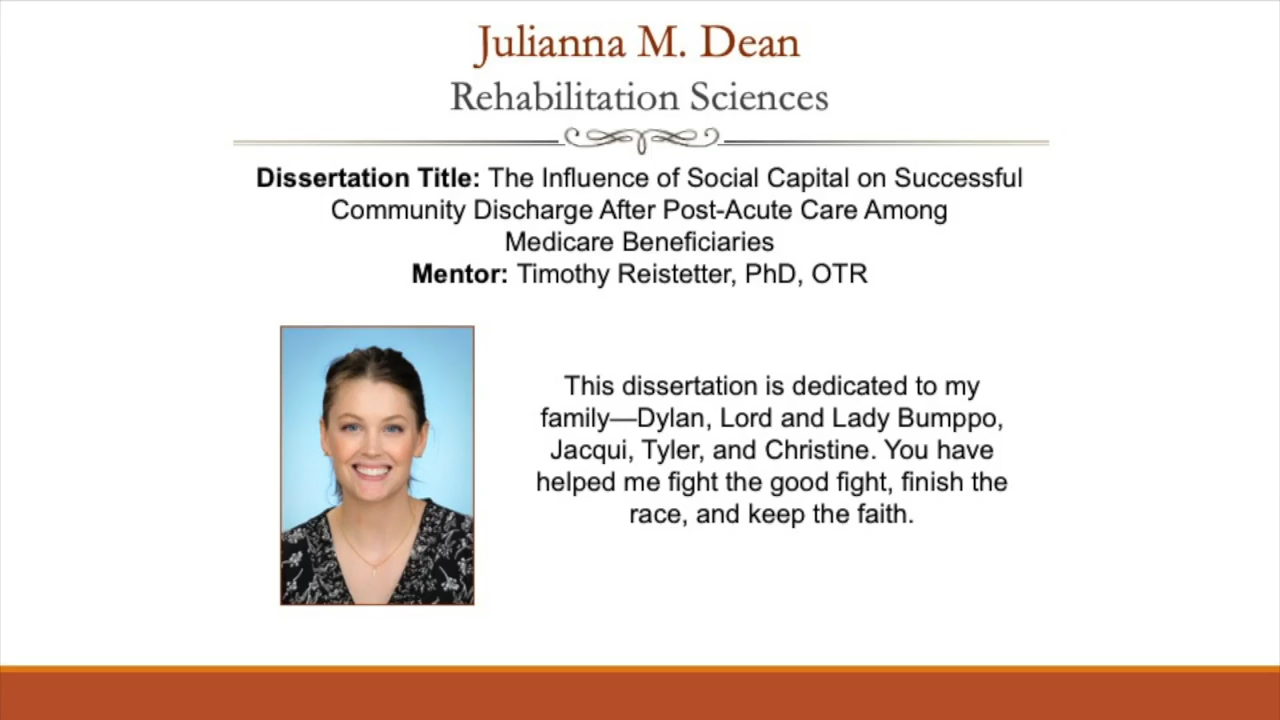 Julianna M. Dean
Rehabilitation Sciences
Dissertation Title: The Influence of Social Capital on Successful
Community Discharge After Post-Acute Care Among
Medicare Beneficiaries
Mentor: Timothy Reistetter, PhD, OTR
This dissertation is dedicated to my
family—Dylan, Lord and Lady Bumppo,
Jacqui, Tyler, and Christine. You have
helped me fight the good fight, finish the
race, and keep the faith.